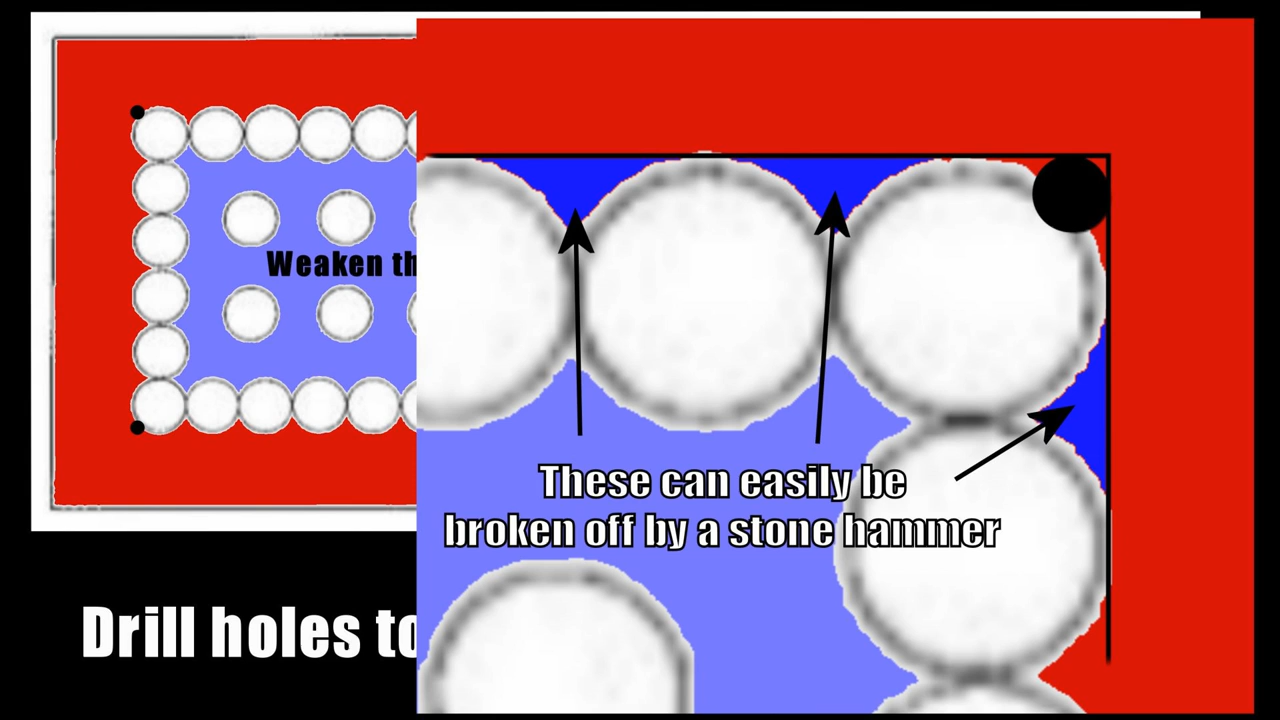 Weaken th
These can easily be
broken off by a stone hammer
Drill holes to